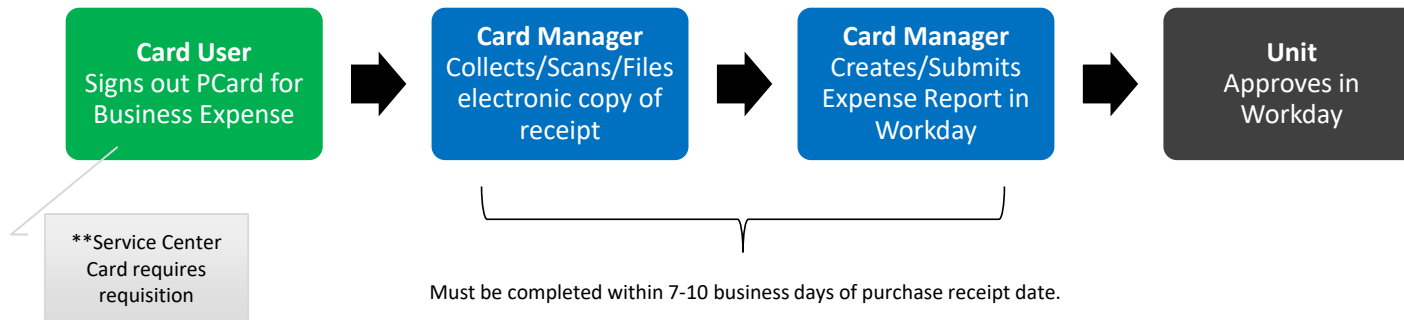 Card User
Signs out PCard for
Business Expense
Card Manager
Collects/Scans/Files
electronic copy of
receipt
Card Manager
Creates/Submits
Expense Report in
Workday
Unit
Approves in
Workday
**Service Center
Card requires
requisition
Must be completed within 7-10 business days of purchase receipt date.